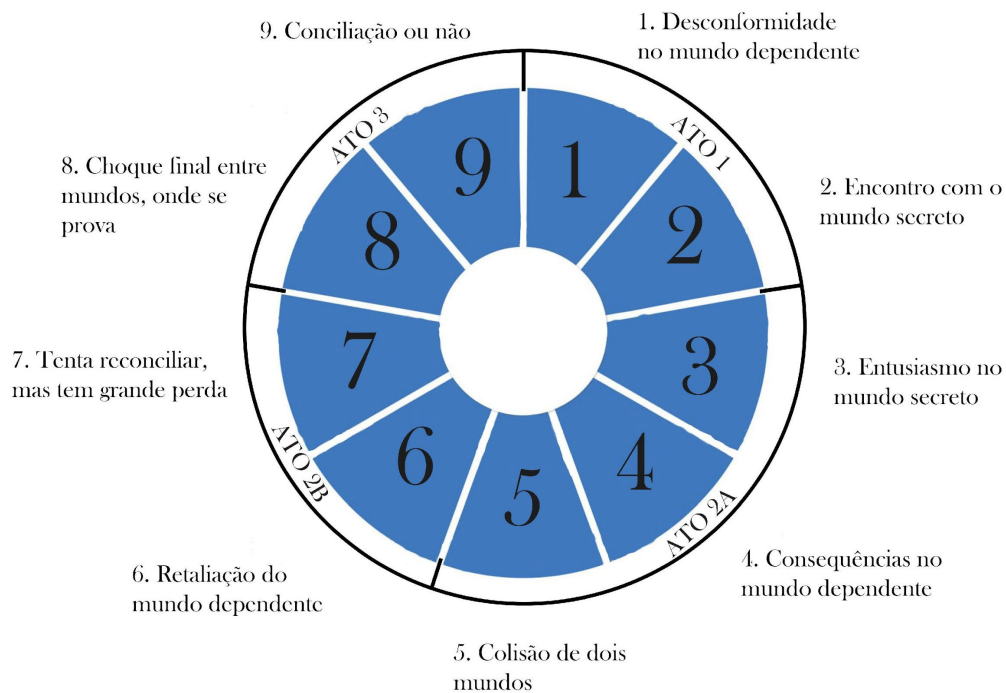 1. Desconformidade
no mundo dependente
2. Encontro com o
mundo secreto
3. Entusiasmo no
mundo secreto
4. Consequências no
mundo dependente
5. Colisão de dois
mundos
6. Retaliação do
mundo dependente
7. Tenta reconciliar,
mas tem grande perda
8. Choque final entre
mundos, onde se
prova
9. Conciliação ou não
ATO 1
ATO 2A
ATO 2B
ATO 3
1
2
3
4
5
6
7
8
9